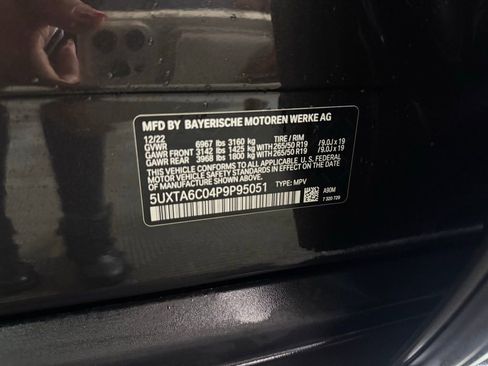 MFD BY BAYERISCHE MOTOREN WERKE AG
12/22 TIRE / RIM
GVWR 6967 lbs 3160 kg
GAWR FRONT 3142 lbs 1425 kg WITH 265/50 R19 /9.0J x 19
GAWR REAR 3968 lbs 1800 kg WITH 265/50 R19 /9.0J x 19
THIS VEHICLE CONFORMS TO ALL APPLICABLE U.S. FEDERAL
MOTOR VEHICLE SAFETY STANDARDS IN EFFECT ON THE
DATE OF MANUFACTURE SHOWN ABOVE.
5UXTA6C04P9P95051 TYPE: MPV A90M
7 320 720